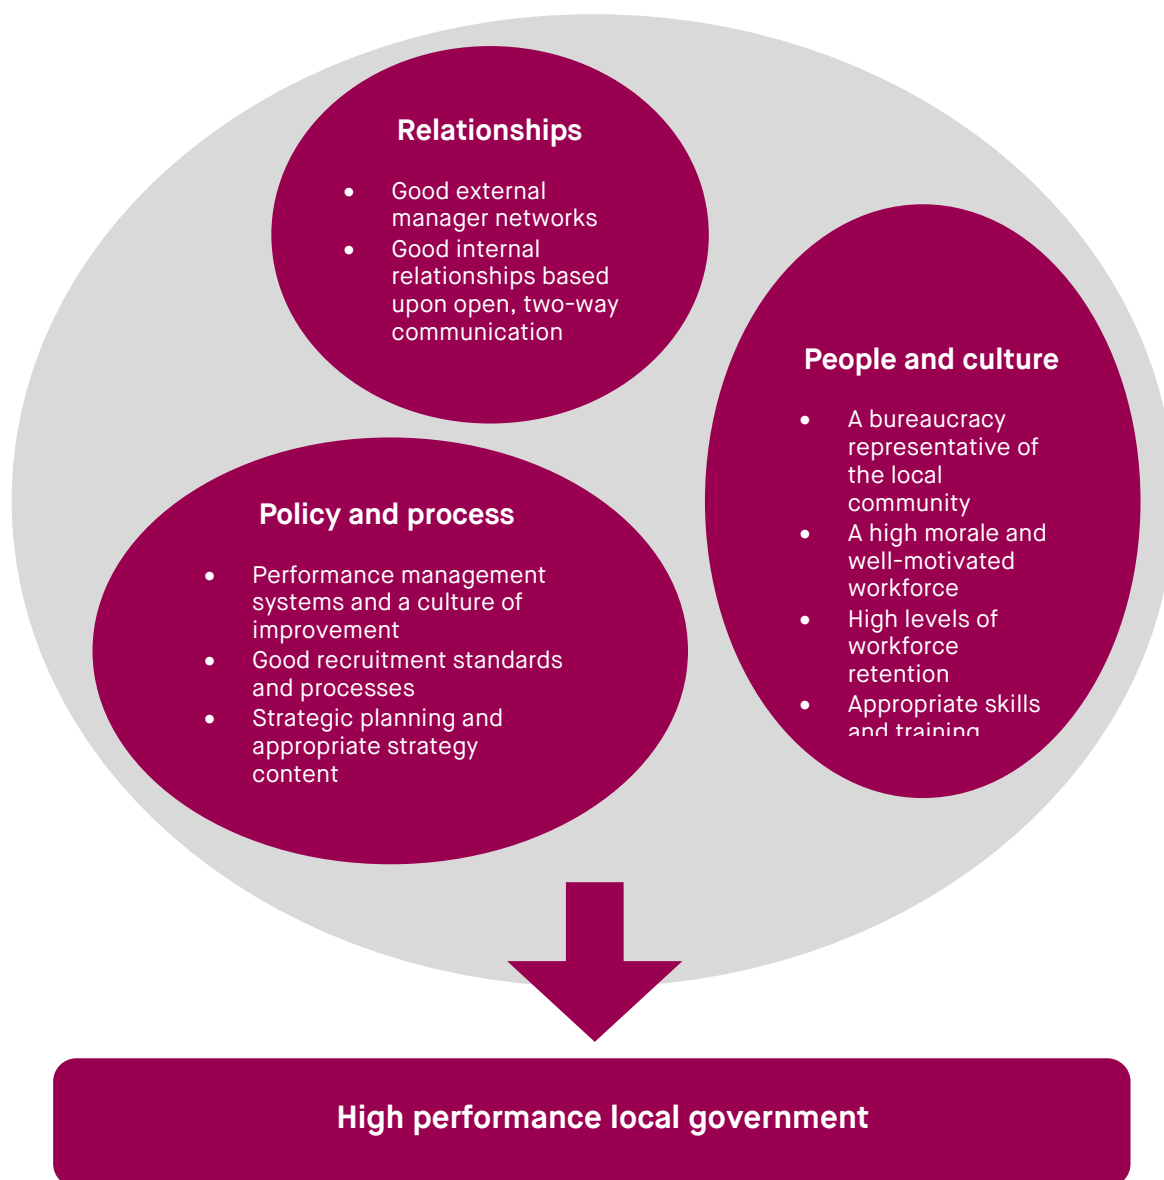 Relationships
• Good external
manager networks
• Good internal
relationships based
upon open, two-way
communication
People and culture
• A bureaucracy
representative of
the local
community
• A high morale and
well-motivated
workforce
• High levels of
workforce
retention
• Appropriate skills
and training
Policy and process
• Performance management
systems and a culture of
improvement
• Good recruitment standards
and processes
• Strategic planning and
appropriate strategy
content
High performance local government